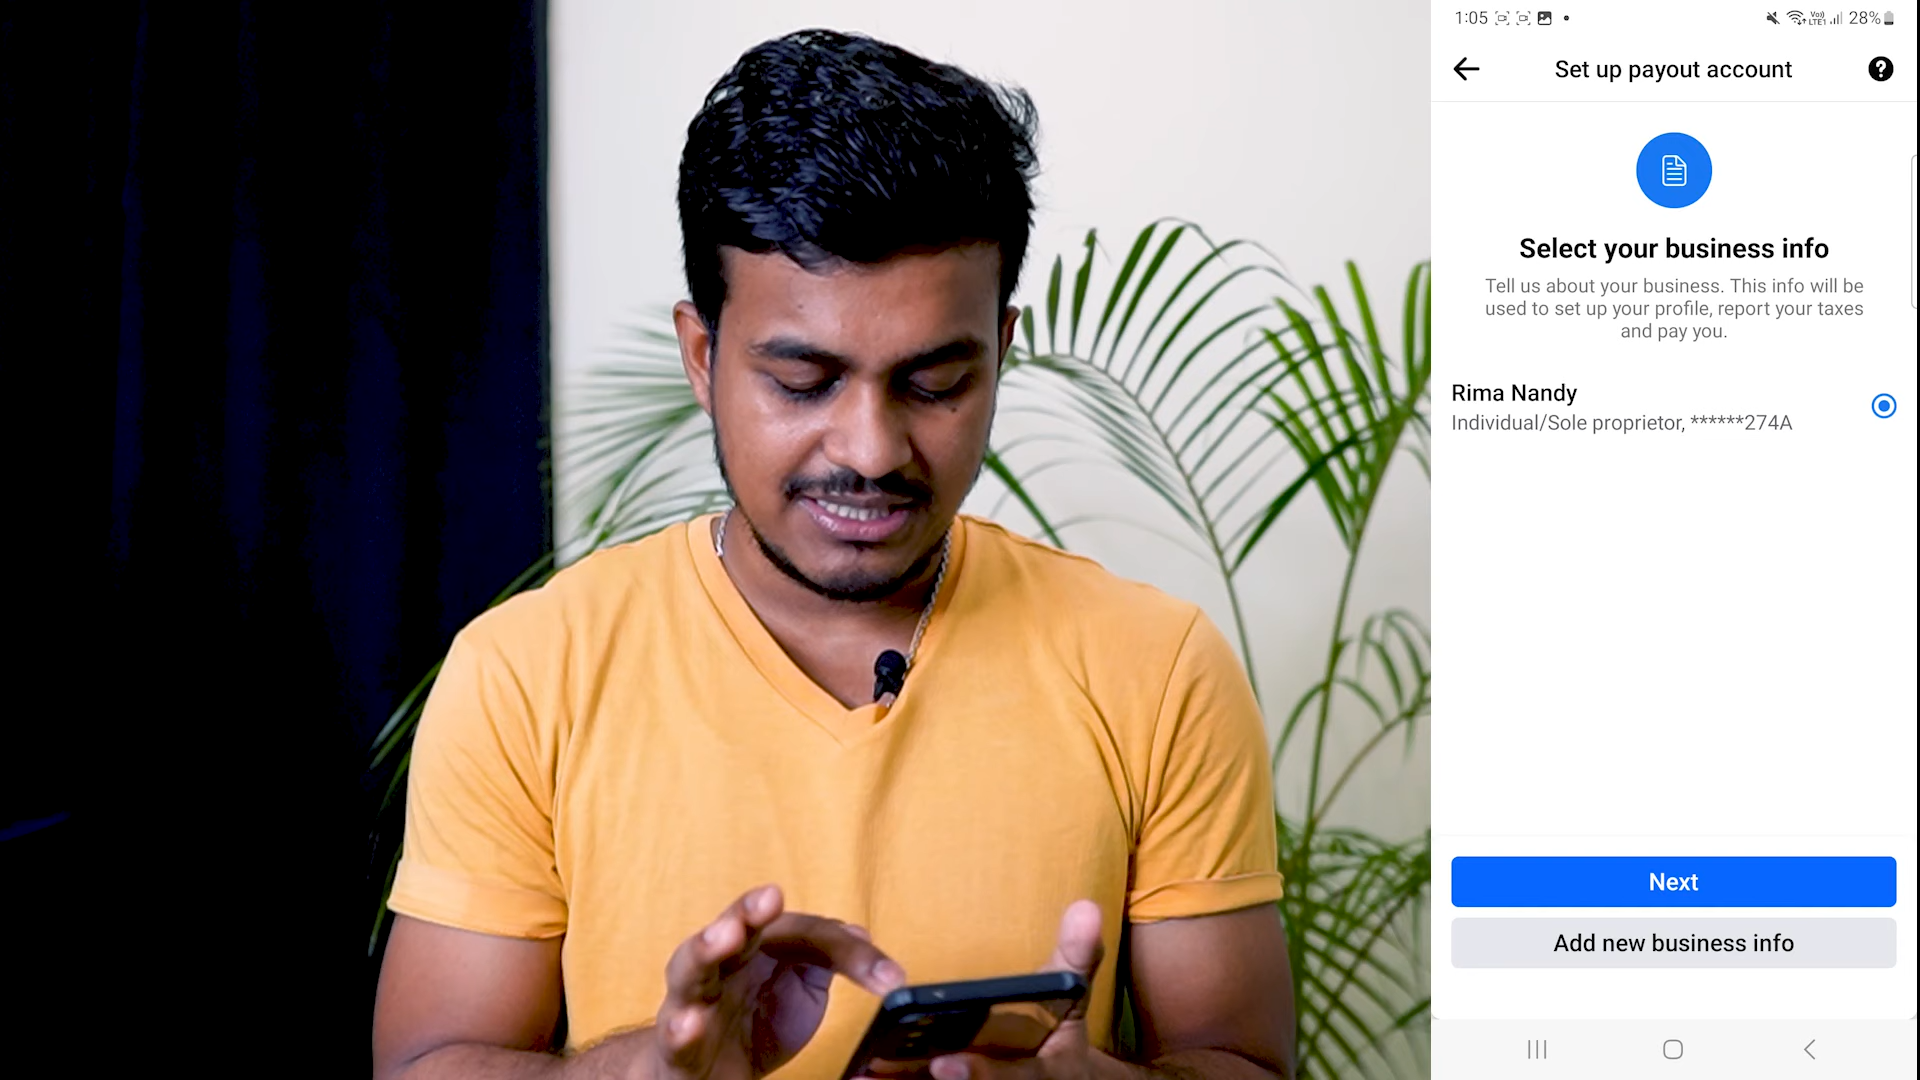 1:05
Vo)) LTE1 28%
Set up payout account
?
Select your business info
Tell us about your business. This info will be
used to set up your profile, report your taxes
and pay you.
Rima Nandy
Individual/Sole proprietor, ******274A
Next
Add new business info